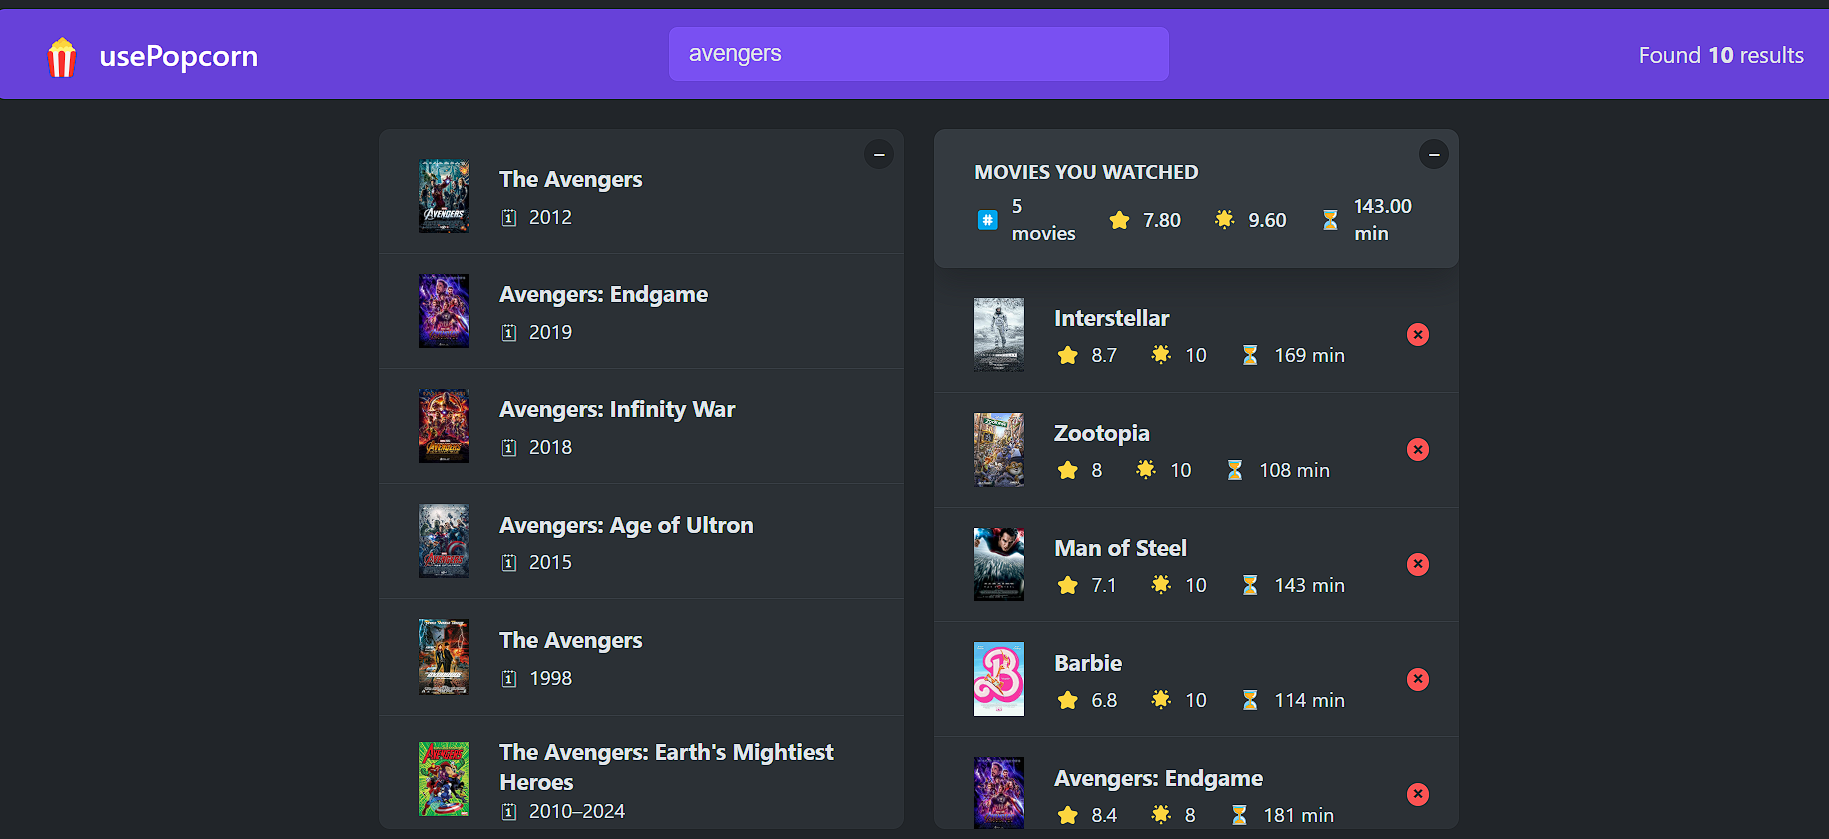 usePopcorn
avengers
Found 10 results
The Avengers
2012
Avengers: Endgame
2019
Avengers: Infinity War
2018
Avengers: Age of Ultron
2015
The Avengers
1998
The Avengers: Earth's Mightiest
Heroes
2010–2024
MOVIES YOU WATCHED
5
movies
7.80
9.60
143.00
min
Interstellar
8.7 10 169 min
Zootopia
8 10 108 min
Man of Steel
7.1 10 143 min
Barbie
6.8 10 114 min
Avengers: Endgame
8.4 8 181 min